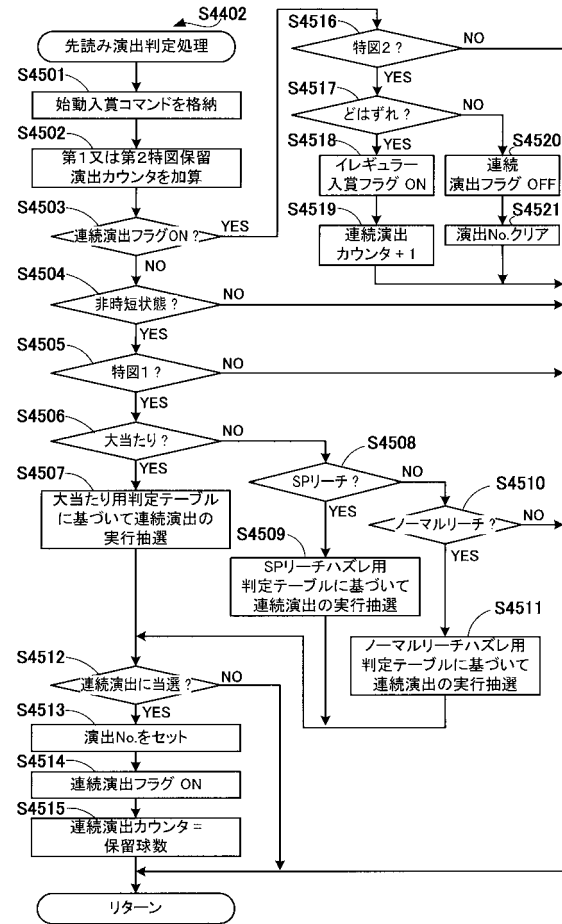 S4402
先読み演出判定処理
S4501
始動入賞コマンドを格納
S4502
第1又は第2特図保留
演出カウンタを加算
S4503
連続演出フラグON?
YES
NO
S4504
非時短状態?
NO
YES
S4505
特図1?
NO
YES
S4506
大当たり?
NO
YES
S4507
大当たり用判定テーブル
に基づいて連続演出の
実行抽選
S4508
SPリーチ?
NO
YES
S4509
SPリーチハズレ用
判定テーブルに基づいて
連続演出の実行抽選
S4510
ノーマルリーチ?
NO
YES
S4511
ノーマルリーチハズレ用
判定テーブルに基づいて
連続演出の実行抽選
S4512
連続演出に当選?
NO
YES
S4513
演出No.をセット
S4514
連続演出フラグ ON
S4515
連続演出カウンタ=
保留球数
リターン
S4516
特図2?
NO
YES
S4517
どはずれ?
NO
YES
S4518
イレギュラー
入賞フラグ ON
S4519
連続演出
カウンタ+1
S4520
連続
演出フラグ OFF
S4521
演出No.クリア